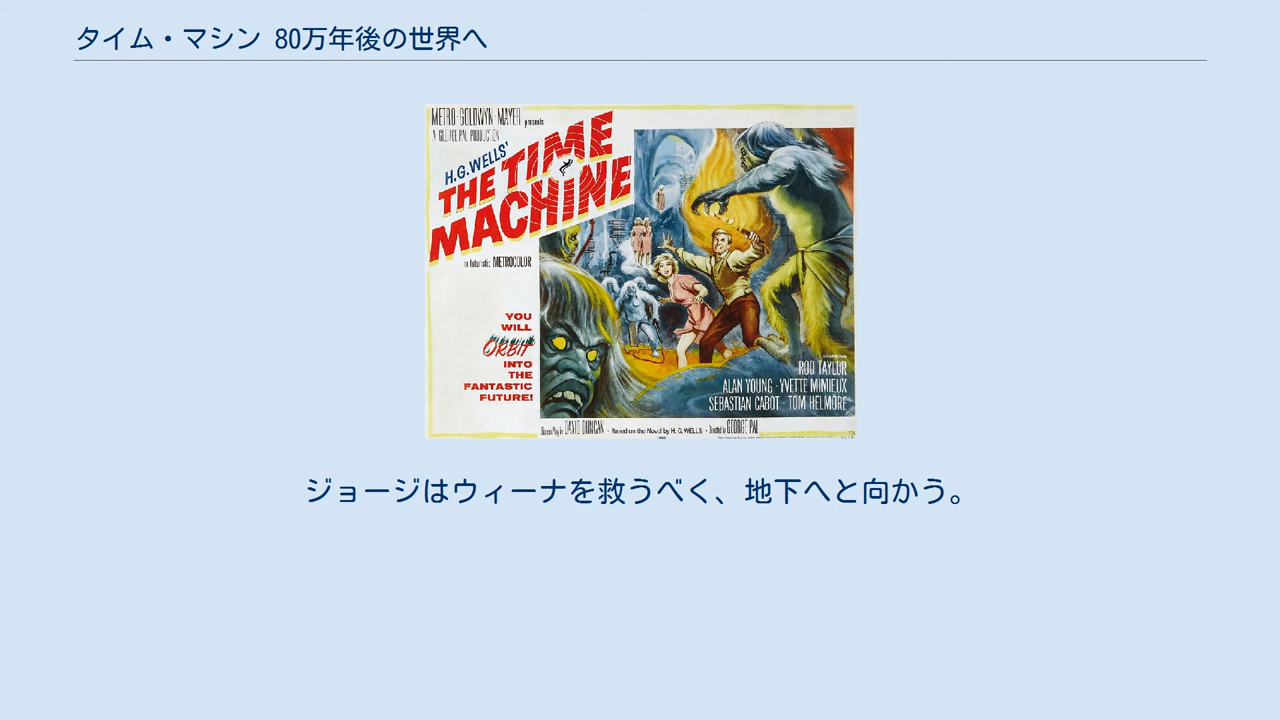 タイム・マシン 80万年後の世界へ
METRO-GOLDWYN-MAYER presents
A GEORGE PAL PRODUCTION
H.G. WELLS'
THE TIME
MACHINE
in futuristic METROCOLOR
YOU
WILL
ORBIT
INTO
THE
FANTASTIC
FUTURE!
ROD TAYLOR
ALAN YOUNG · YVETTE MIMIEUX
SEBASTIAN CABOT · TOM HELMORE
Screen Play by DAVID DUNCAN · Based on the Novel by H. G. WELLS · Directed by GEORGE PAL
ジョージはウィーナを救うべく、地下へと向かう。